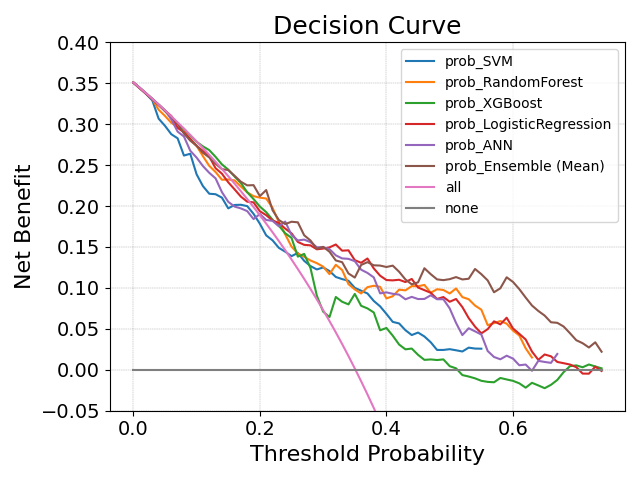 Decision Curve
Net Benefit
0.40
0.35
0.30
0.25
0.20
0.15
0.10
0.05
0.00
−0.05
prob_SVM
prob_RandomForest
prob_XGBoost
prob_LogisticRegression
prob_ANN
prob_Ensemble (Mean)
all
none
0.0 0.2 0.4 0.6
Threshold Probability